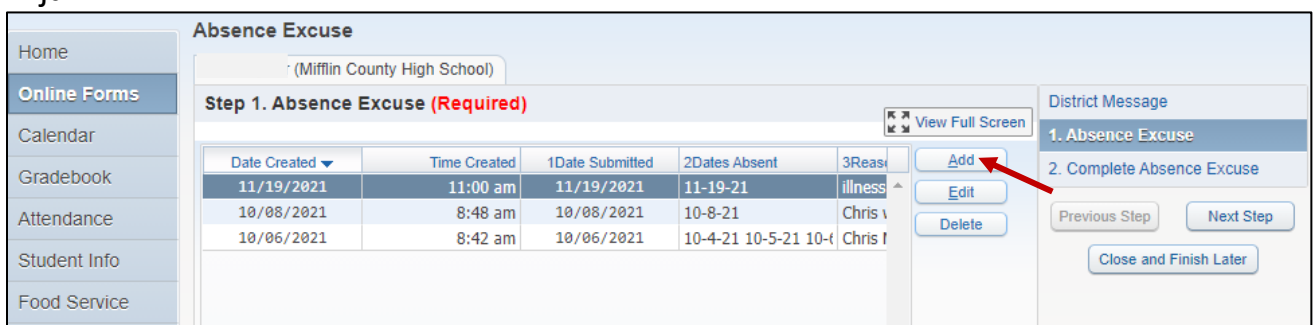 Absence Excuse
Home
(Mifflin County High School)
Online Forms
Step 1. Absence Excuse (Required)
View Full Screen
District Message
Calendar
1. Absence Excuse
Date Created Time Created 1Date Submitted 2Dates Absent 3Reas
Add
2. Complete Absence Excuse
Gradebook
11/19/2021 11:00 am 11/19/2021 11-19-21 illness
Edit
Attendance
10/08/2021 8:48 am 10/08/2021 10-8-21 Chris
Delete
Previous Step Next Step
10/06/2021 8:42 am 10/06/2021 10-4-21 10-5-21 10- Chris
Student Info
Close and Finish Later
Food Service